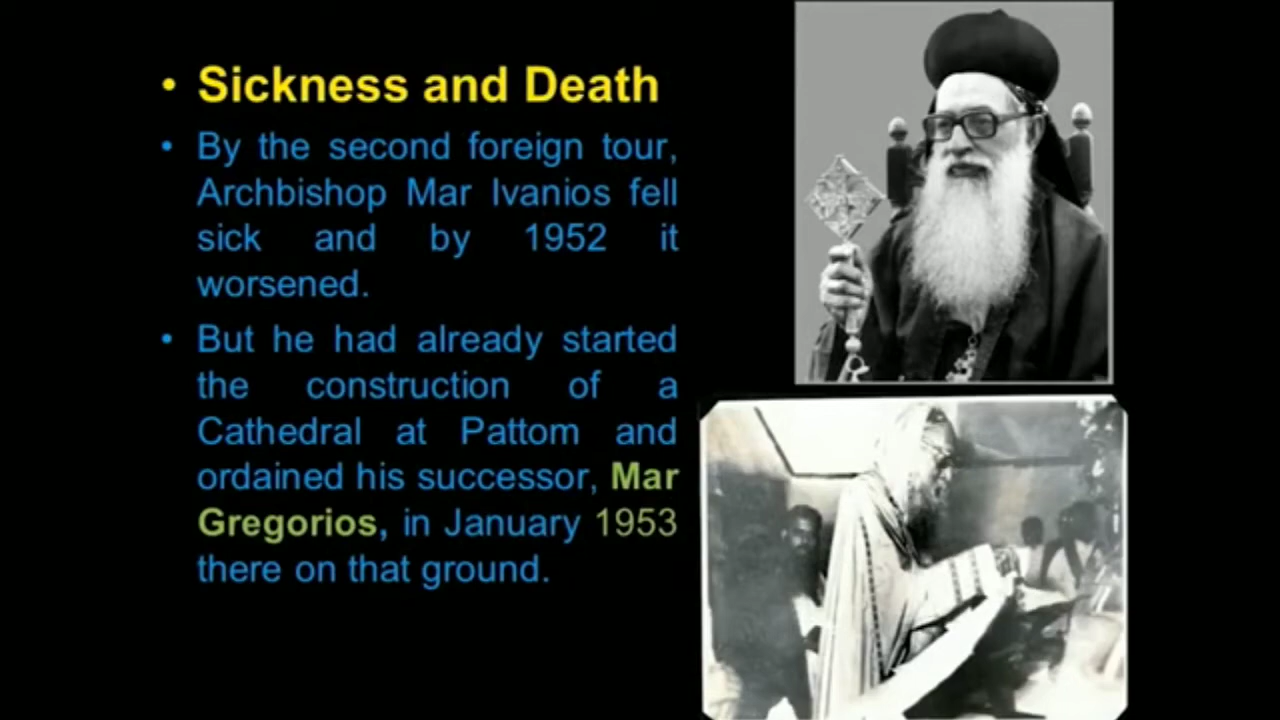 • Sickness and Death
• By the second foreign tour,
Archbishop Mar Ivanios fell
sick and by 1952 it
worsened.
• But he had already started
the construction of a
Cathedral at Pattom and
ordained his successor, Mar
Gregorios, in January 1953
there on that ground.